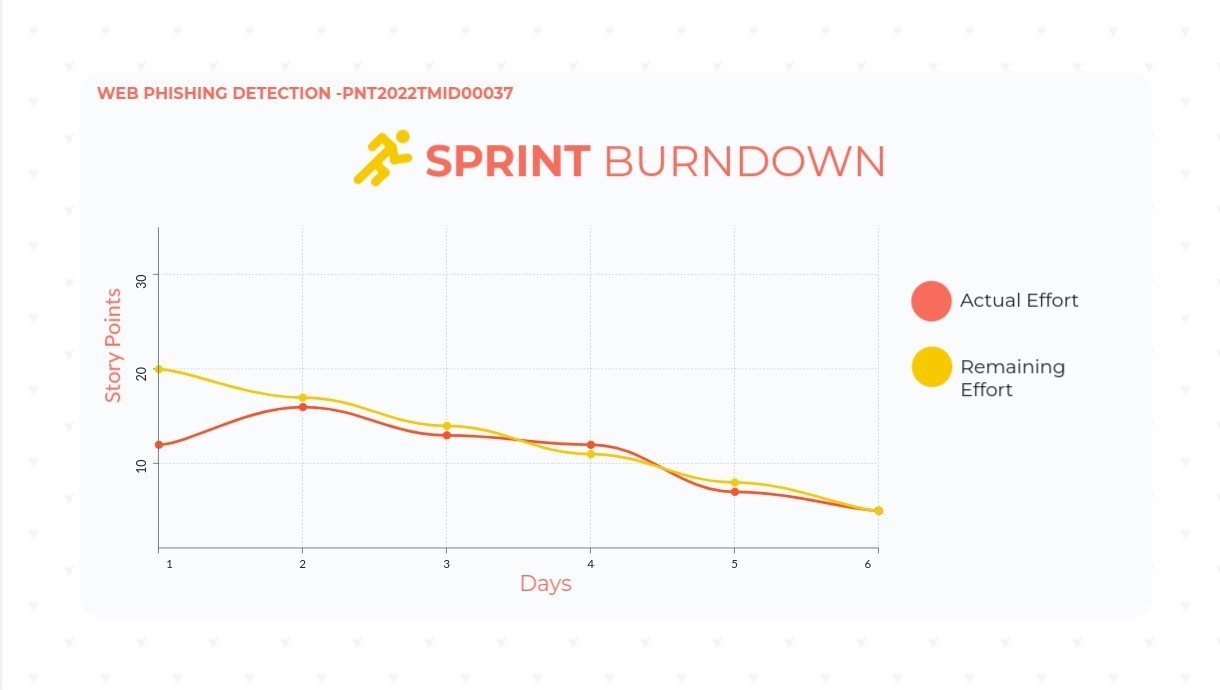 WEB PHISHING DETECTION -PNT2022TMID00037
SPRINT BURNDOWN
30
20
10
Story Points
Actual Effort
Remaining
Effort
1 2 3 4 5 6
Days